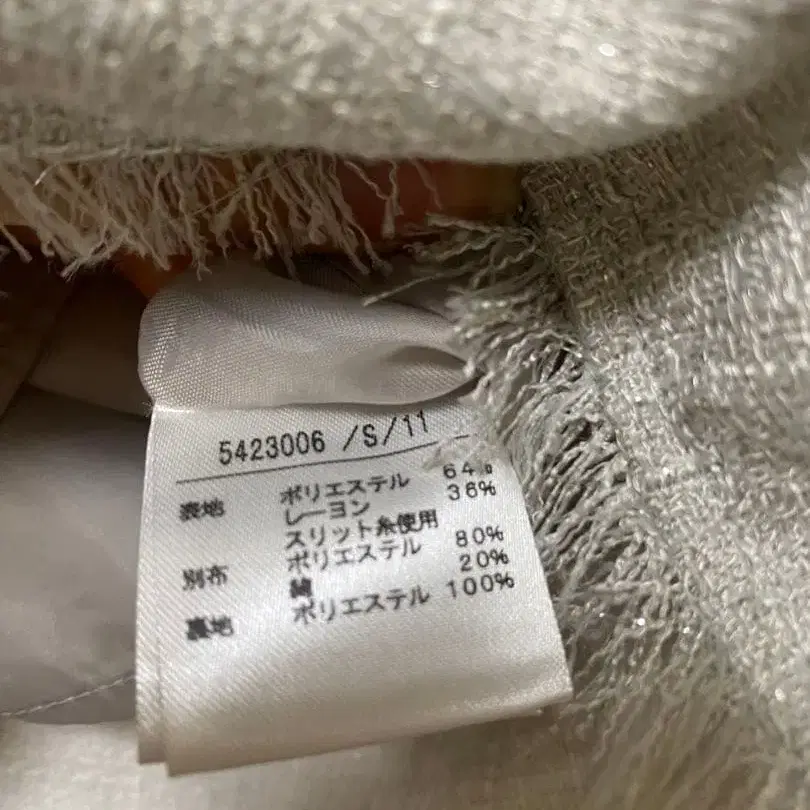 5423006 /S/11
表地 ポリエステル 64%
レーヨン 36%
スリット糸使用
別布 ポリエステル 80%
綿 20%
裏地 ポリエステル 100%